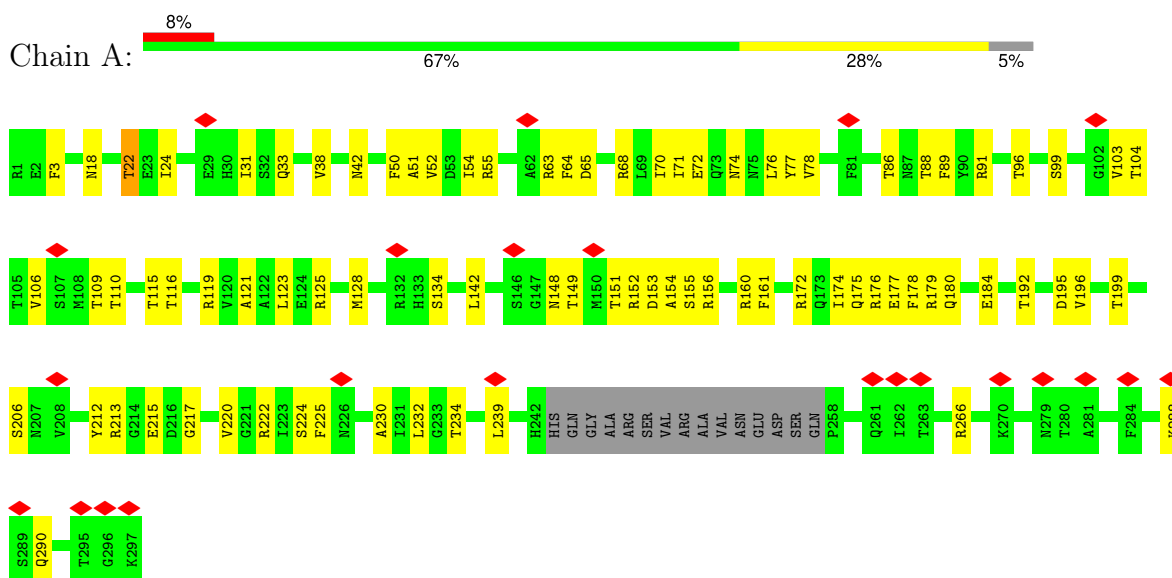 8%
Chain A:
67% 28% 5%
R1 E2 F3 N18 T22 E23 I24 E29 H30 I31 S32 Q33 V38 N42 F50 A51 V52 D53 I54 R55 A62 R63 F64 D65 R68 L69 I70 I71 E72 Q73 N74 N75 L76 Y77 V78 F81 T86 N87 T88 F89 Y90 R91 T96 S99 G102 V103 T104
T105 V106 S107 M108 T109 T110 T115 T116 R119 V120 A121 A122 L123 E124 R125 M128 R132 H133 S134 L142 S146 G147 N148 T149 M150 T151 R152 D153 A154 S155 R156 R160 F161 R172 Q173 I174 Q175 R176 E177 F178 R179 Q180 E184 T192 D195 V196 T199
S206 N207 V208 Y212 R213 G214 E215 D216 G217 V220 G221 R222 I223 S224 F225 N226 A230 I231 L232 G233 T234 L239 H242 HIS GLN GLY ALA ARG SER VAL ARG ALA VAL ASN GLU ASP SER GLN P258 Q261 I262 T263 R266 K270 N279 T280 A281 F284
S289 Q290 T295 G296 K297